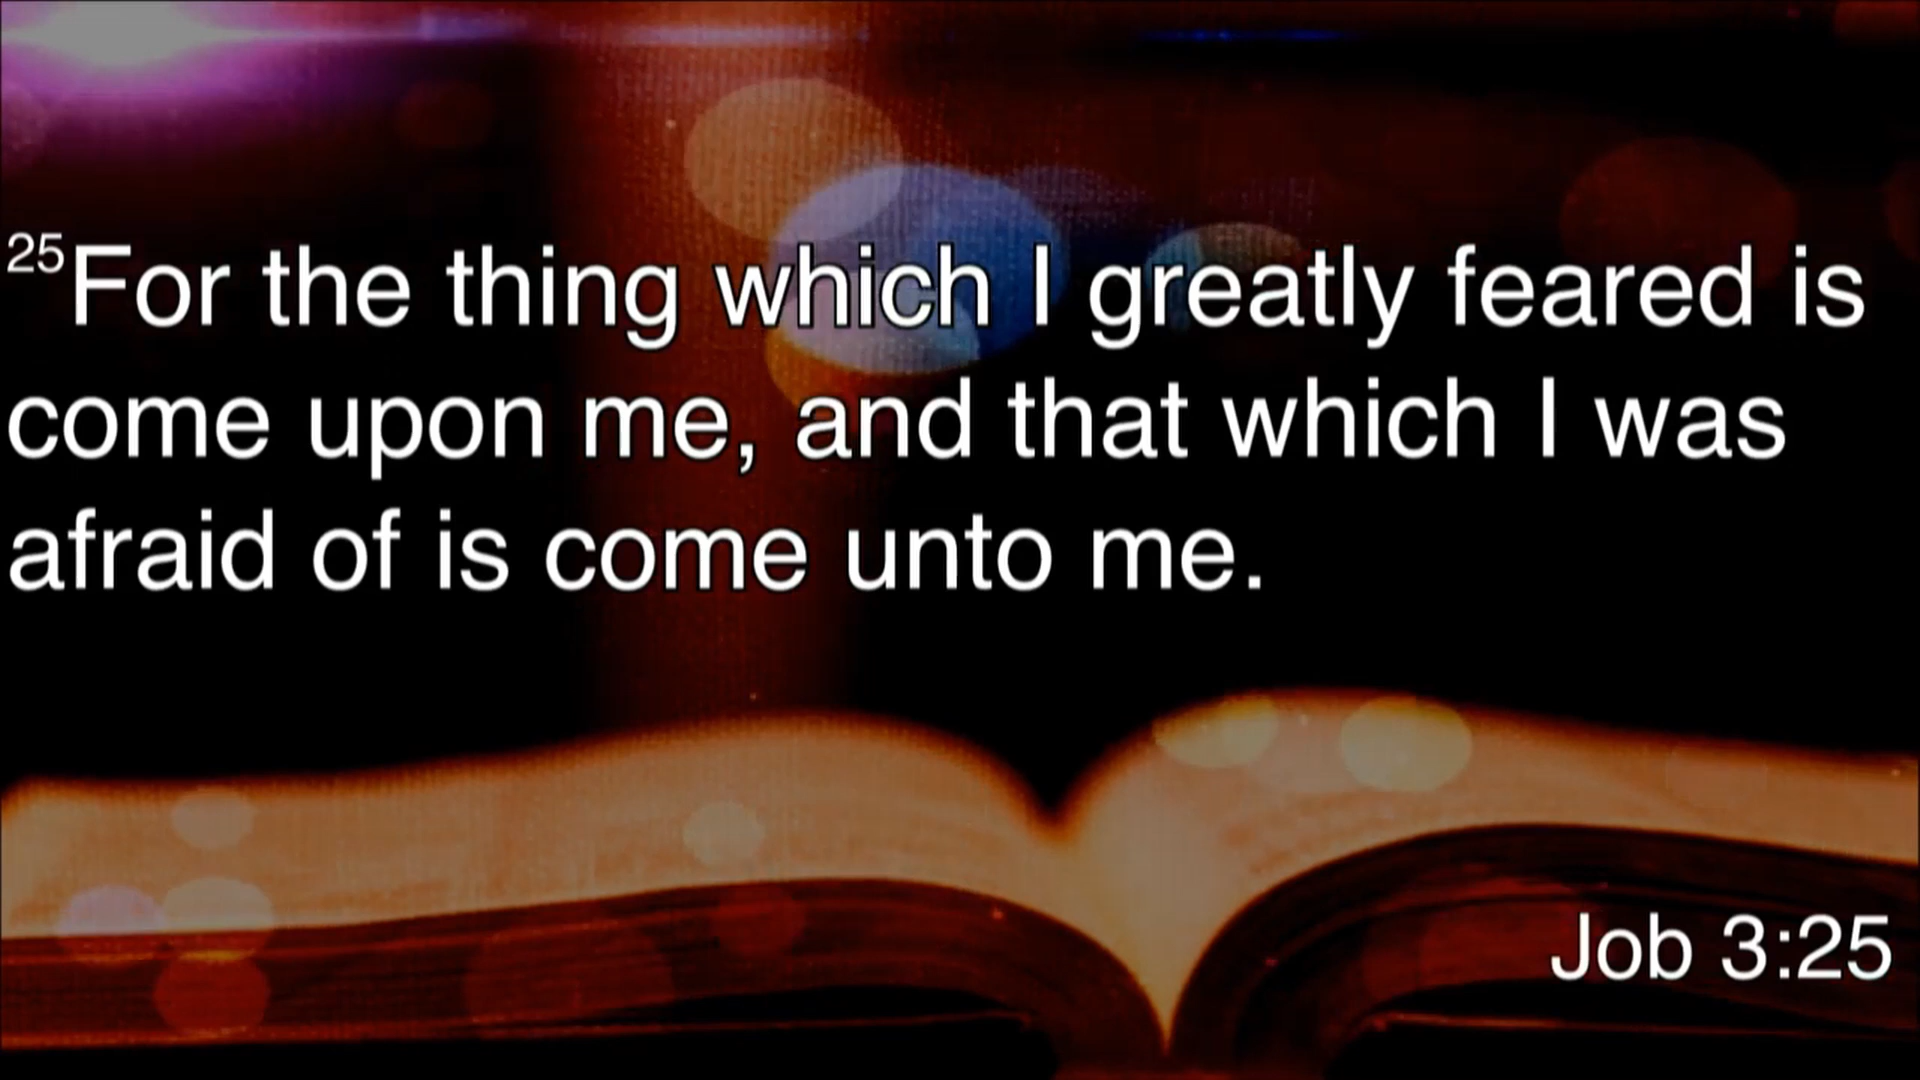 25For the thing which I greatly feared is
come upon me, and that which I was
afraid of is come unto me.
Job 3:25